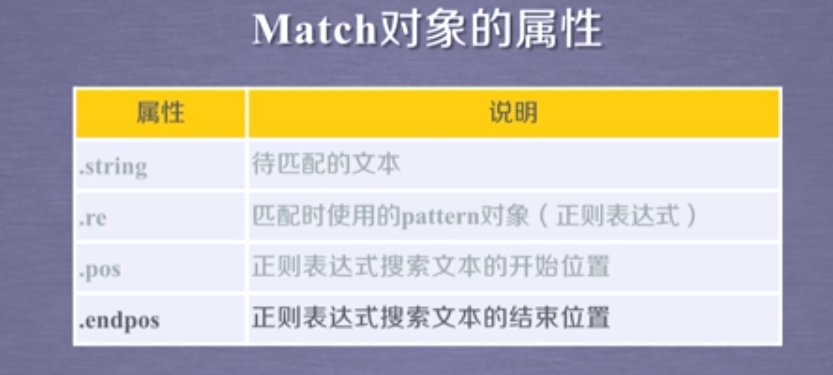 Match对象的属性
属性 说明
.string 待匹配的文本
.re 匹配时使用的pattern对象（正则表达式）
.pos 正则表达式搜索文本的开始位置
.endpos 正则表达式搜索文本的结束位置